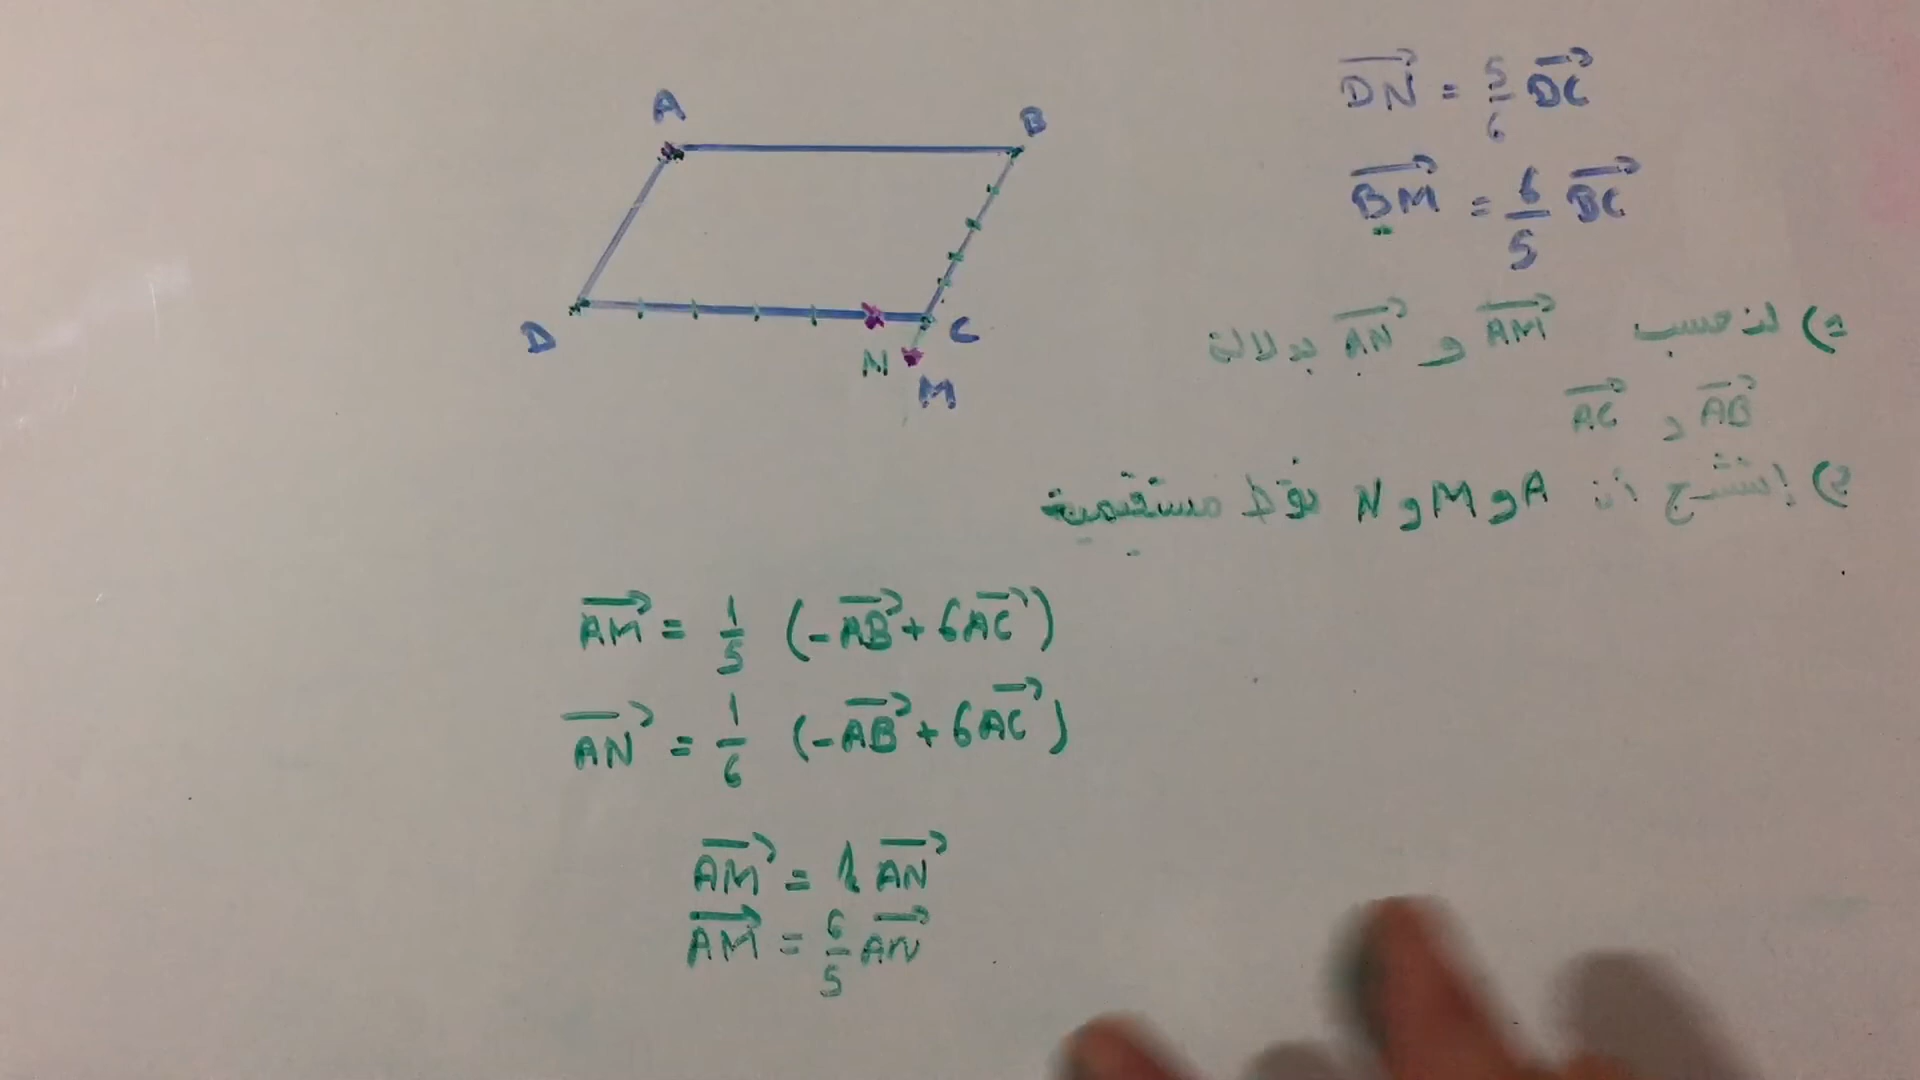 A B
D N C
M
DN = 5/6 DC
BM = 6/5 BC
لنحسب AM و AN بدلالة
AB و AC
2) إستنتج أن A و M و N نقط مستقيمية
AM = 1/5 (-AB + 6AC)
AN = 1/6 (-AB + 6AC)
AM = k AN
AM = 6/5 AN